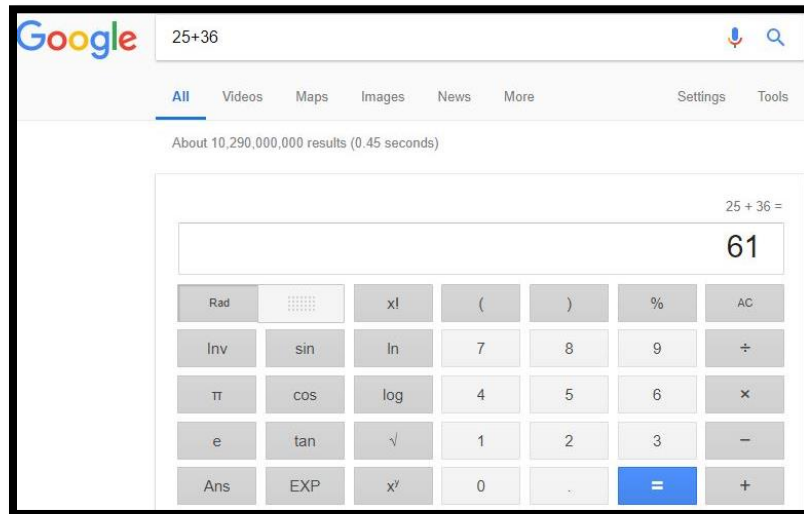 Google 25+36
All Videos Maps Images News More Settings Tools
About 10,290,000,000 results (0.45 seconds)
25 + 36 =
61
Rad x! ( ) % AC
Inv sin ln 7 8 9 ÷
π cos log 4 5 6 ×
e tan √ 1 2 3 −
Ans EXP xʸ 0 . = +